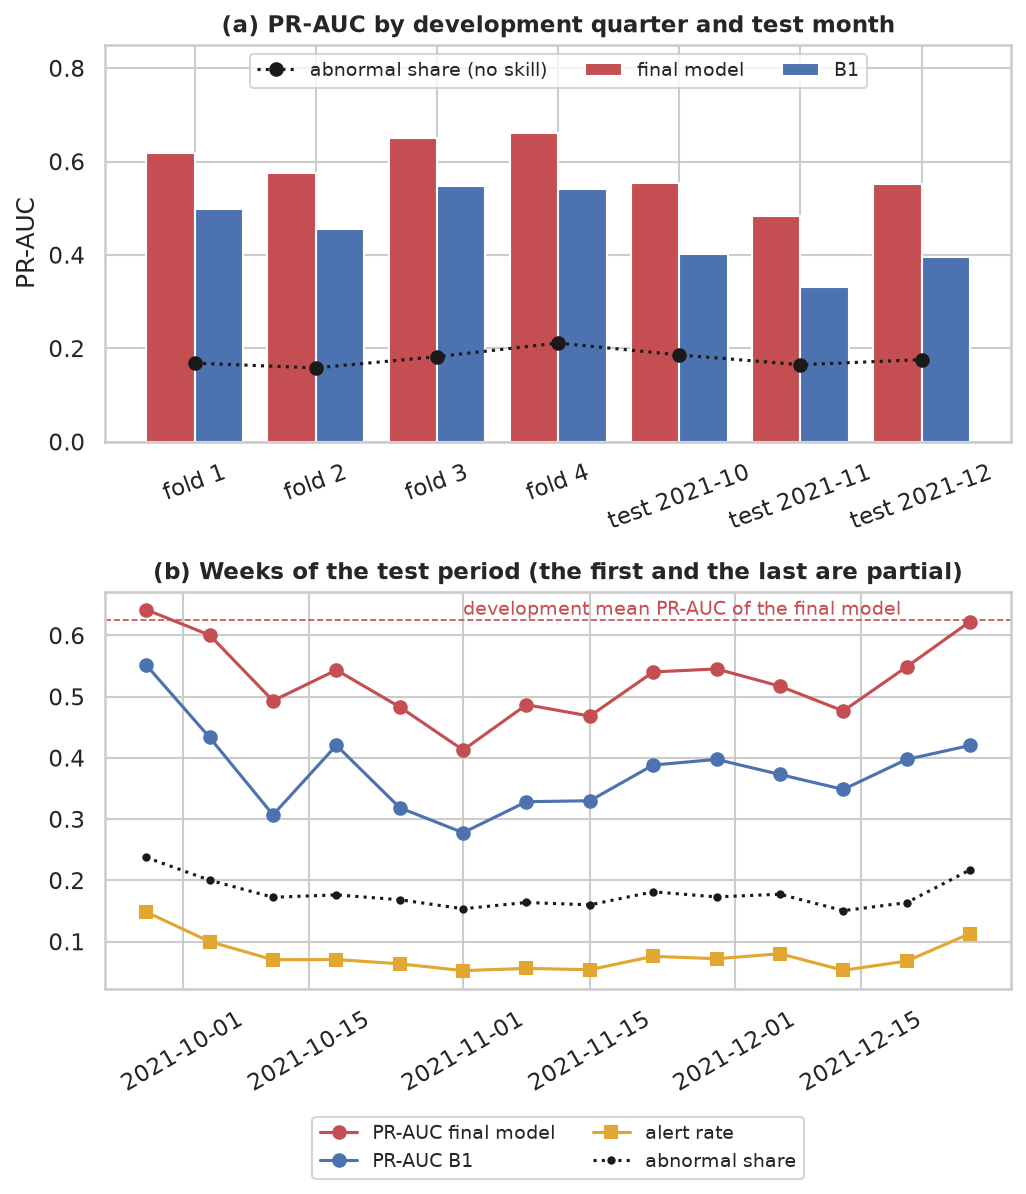 (a) PR-AUC by development quarter and test month
abnormal share (no skill) final model B1
PR-AUC
0.8
0.6
0.4
0.2
0.0
fold 1 fold 2 fold 3 fold 4 test 2021-10 test 2021-11 test 2021-12
(b) Weeks of the test period (the first and the last are partial)
development mean PR-AUC of the final model
0.6
0.5
0.4
0.3
0.2
0.1
2021-10-01 2021-10-15 2021-11-01 2021-11-15 2021-12-01 2021-12-15
PR-AUC final model alert rate
PR-AUC B1 abnormal share